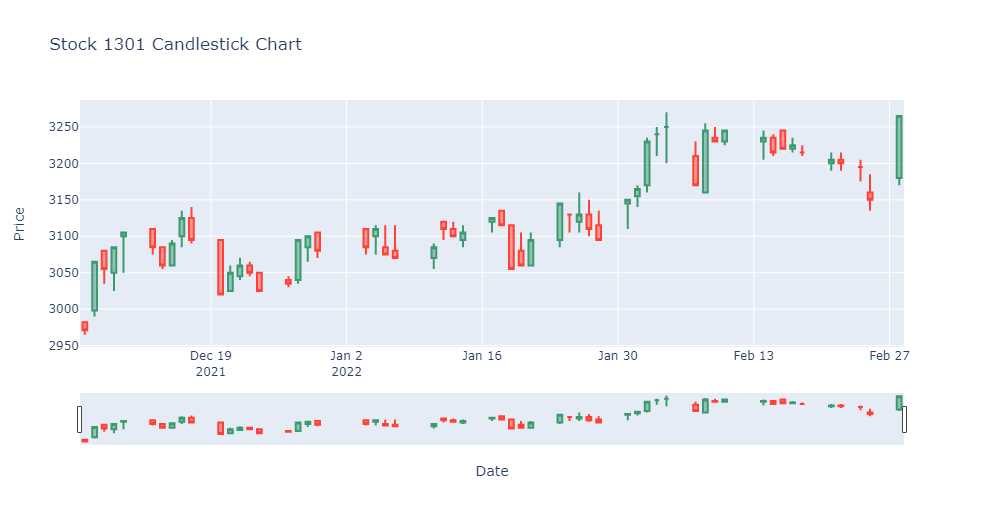 Stock 1301 Candlestick Chart
3250
3200
3150
3100
3050
3000
2950
Price
Dec 19
2021
Jan 2
2022
Jan 16
Jan 30
Feb 13
Feb 27
Date